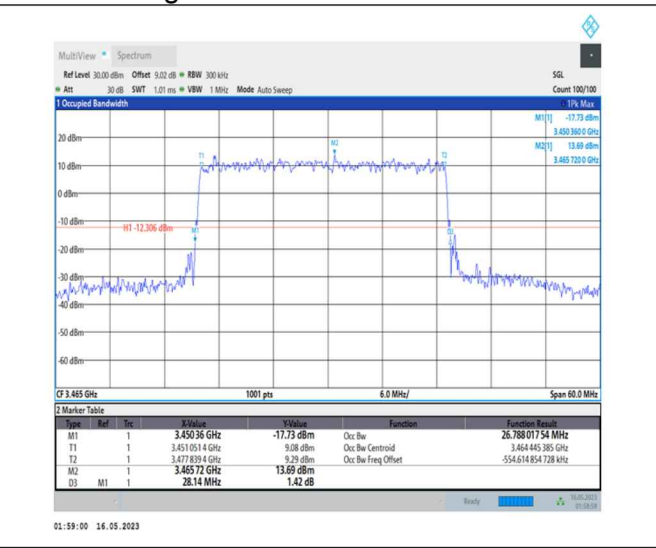 MultiView Spectrum
Ref Level 30.00 dBm Offset 9.02 dB RBW 300 kHz SGL
Att 30 dB SWT 1.01 ms VBW 1 MHz Mode Auto Sweep Count 100/100
1 Occupied Bandwidth 1Pk Max
M1[1] -17.73 dBm
3.450 360 0 GHz
M2[1] 13.69 dBm
3.465 720 0 GHz
20 dBm
M2
T1 T2
10 dBm
0 dBm
-10 dBm
H1 -12.306 dBm M1 D3
-20 dBm
-30 dBm
-40 dBm
-50 dBm
-60 dBm
CF 3.465 GHz 1001 pts 6.0 MHz/ Span 60.0 MHz
2 Marker Table
Type Ref Trc X-Value Y-Value Function Function Result
M1 1 3.45036 GHz -17.73 dBm Occ Bw 26.788 017 54 MHz
T1 1 3.451 051 4 GHz 9.08 dBm Occ Bw Centroid 3.464 445 385 GHz
T2 1 3.477 839 4 GHz 9.29 dBm Occ Bw Freq Offset -554.614 854 728 kHz
M2 1 3.46572 GHz 13.69 dBm
D3 M1 1 28.14 MHz 1.42 dB
Ready 16.05.2023
01:58:59
01:59:00 16.05.2023